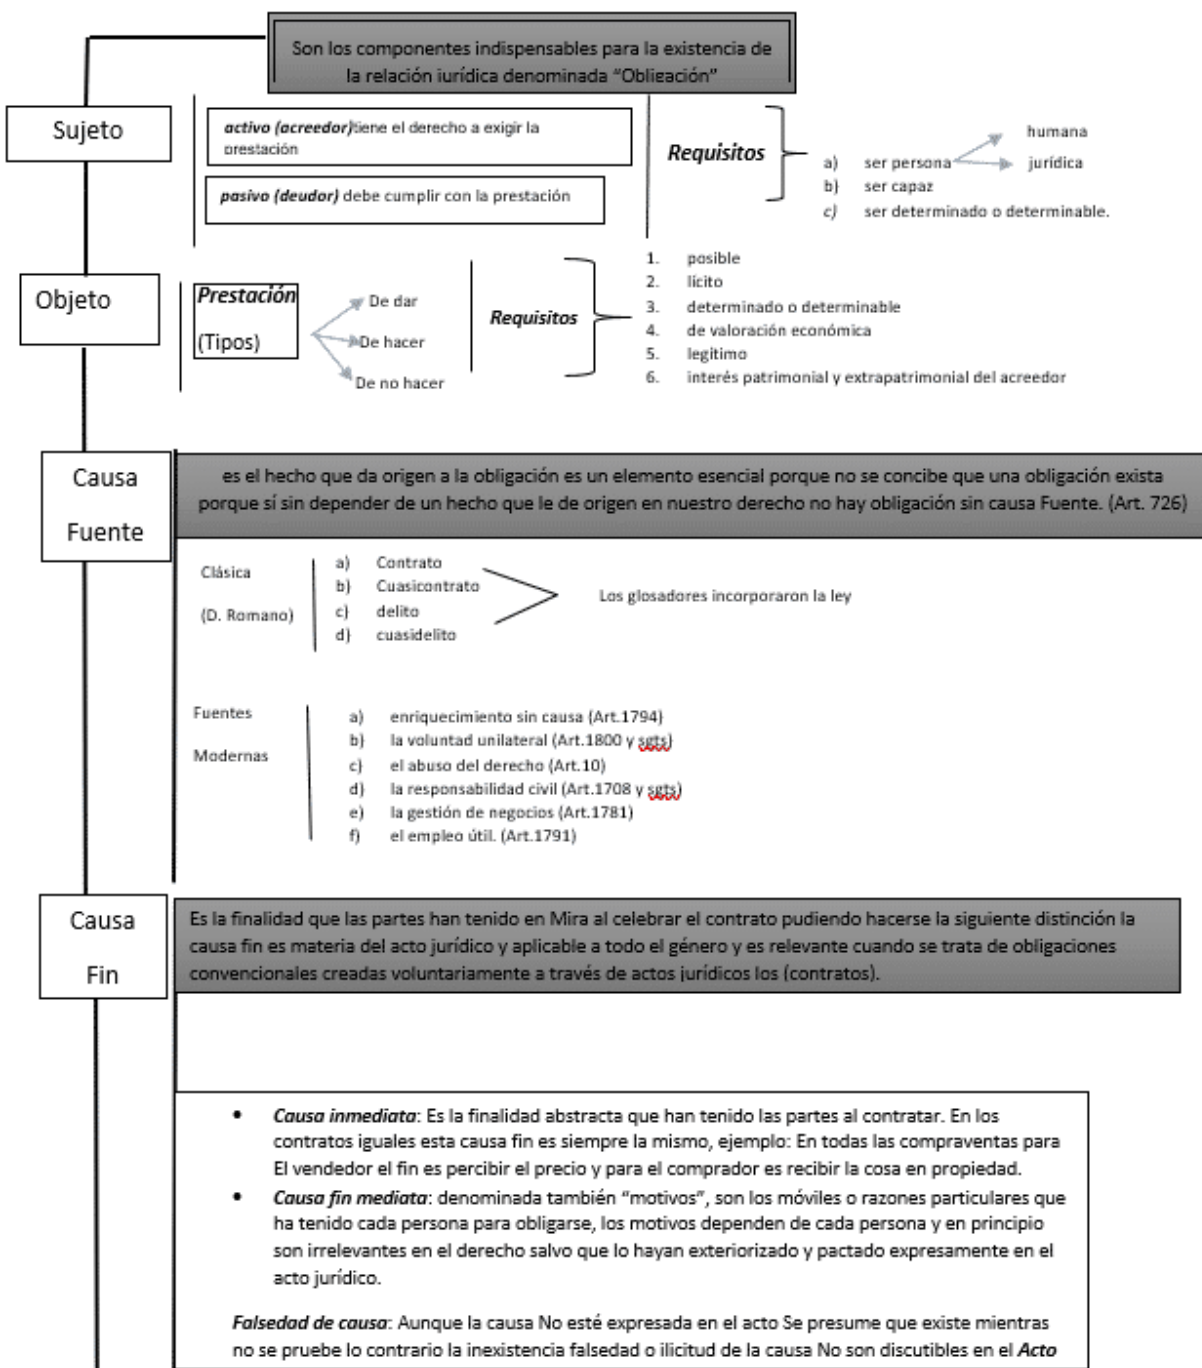 Son los componentes indispensables para la existencia de
la relación jurídica denominada “Obligación”
Sujeto
activo (acreedor)tiene el derecho a exigir la
prestación
pasivo (deudor) debe cumplir con la prestación
Requisitos
a) ser persona
humana
jurídica
b) ser capaz
c) ser determinado o determinable.
Objeto
Prestación
(Tipos)
De dar
De hacer
De no hacer
Requisitos
1. posible
2. lícito
3. determinado o determinable
4. de valoración económica
5. legítimo
6. interés patrimonial y extrapatrimonial del acreedor
Causa
Fuente
es el hecho que da origen a la obligación es un elemento esencial porque no se concibe que una obligación exista
porque sí sin depender de un hecho que le de origen en nuestro derecho no hay obligación sin causa Fuente. (Art. 726)
Clásica
(D. Romano)
a) Contrato
b) Cuasicontrato
c) delito
d) cuasidelito
Los glosadores incorporaron la ley
Fuentes
Modernas
a) enriquecimiento sin causa (Art.1794)
b) la voluntad unilateral (Art.1800 y sgts)
c) el abuso del derecho (Art.10)
d) la responsabilidad civil (Art.1708 y sgts)
e) la gestión de negocios (Art.1781)
f) el empleo útil. (Art.1791)
Causa
Fin
Es la finalidad que las partes han tenido en Mira al celebrar el contrato pudiendo hacerse la siguiente distinción la
causa fin es materia del acto jurídico y aplicable a todo el género y es relevante cuando se trata de obligaciones
convencionales creadas voluntariamente a través de actos jurídicos los (contratos).
• Causa inmediata: Es la finalidad abstracta que han tenido las partes al contratar. En los
contratos iguales esta causa fin es siempre la mismo, ejemplo: En todas las compraventas para
El vendedor el fin es percibir el precio y para el comprador es recibir la cosa en propiedad.
• Causa fin mediata: denominada también “motivos”, son los móviles o razones particulares que
ha tenido cada persona para obligarse, los motivos dependen de cada persona y en principio
son irrelevantes en el derecho salvo que lo hayan exteriorizado y pactado expresamente en el
acto jurídico.
Falsedad de causa: Aunque la causa No esté expresada en el acto Se presume que existe mientras
no se pruebe lo contrario la inexistencia falsedad o ilicitud de la causa No son discutibles en el Acto